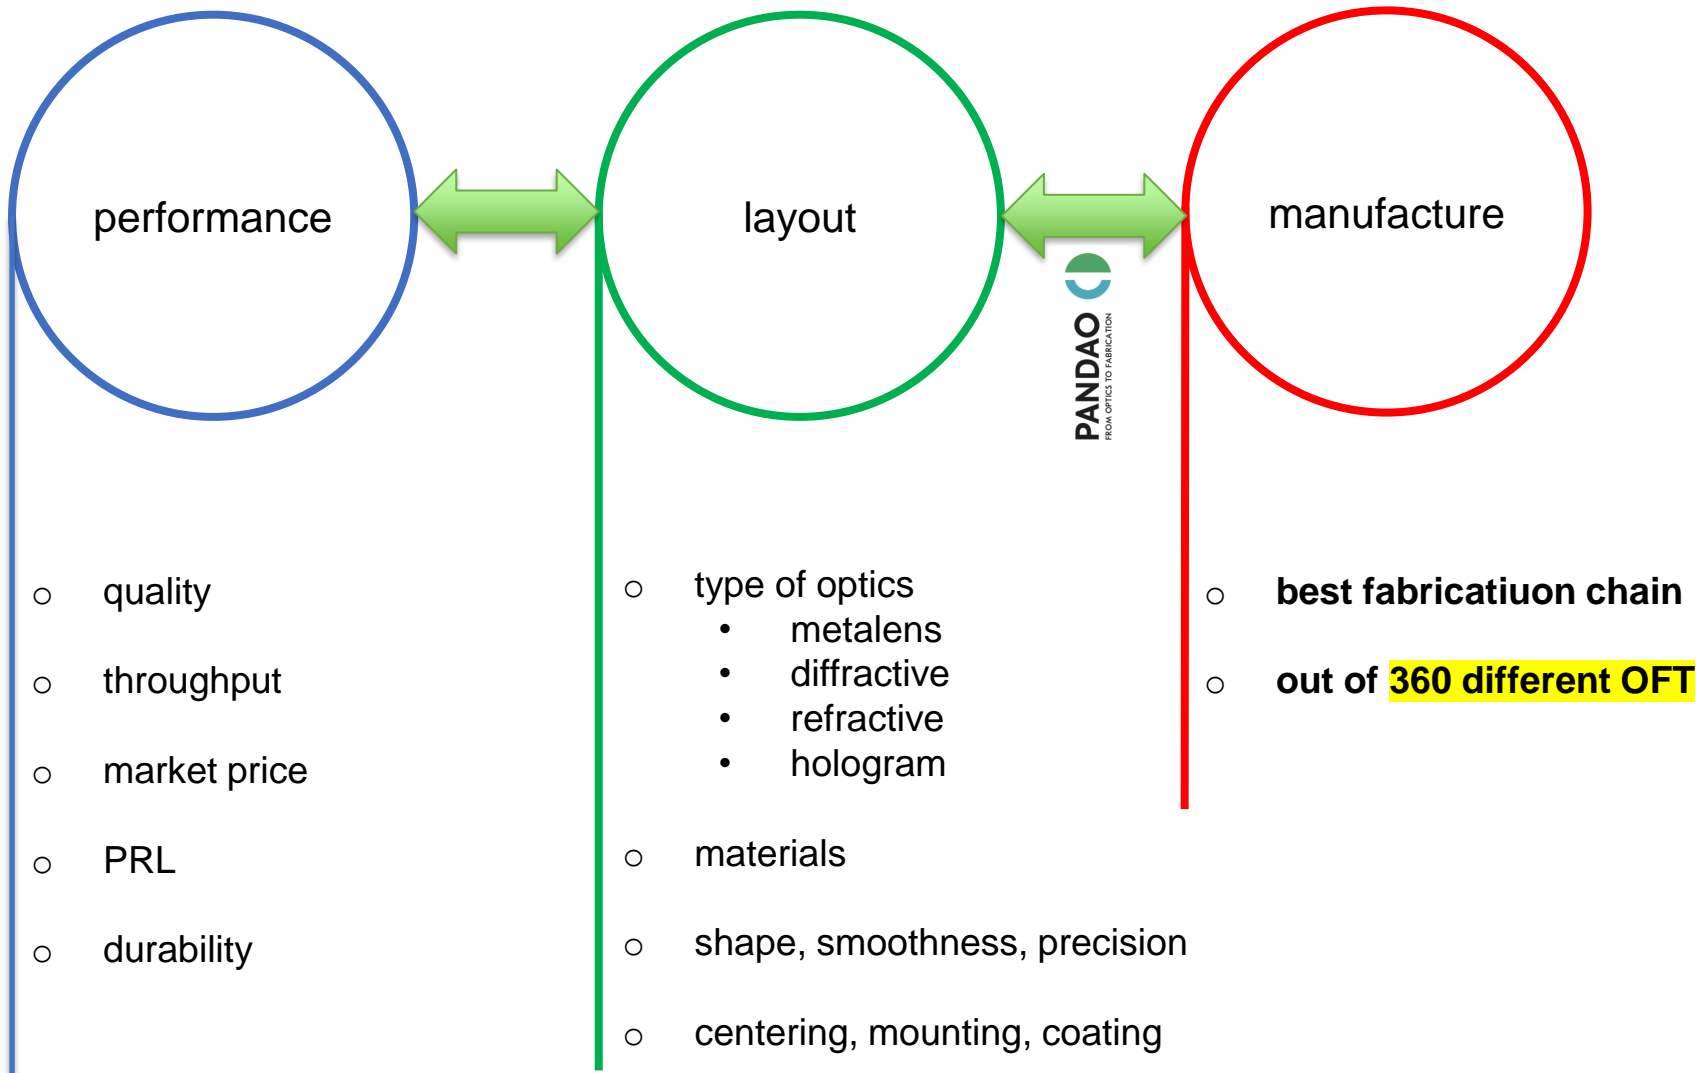 performance
layout
manufacture
PANDAO
FROM OPTICS TO FABRICATION
quality
throughput
market price
PRL
durability
type of optics
metalens
diffractive
refractive
hologram
materials
shape, smoothness, precision
centering, mounting, coating
best fabricatiuon chain
out of 360 different OFT